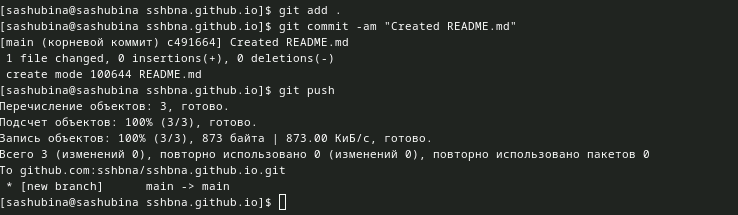 [sashubina@sashubina sshbna.github.io]$ git add .
[sashubina@sashubina sshbna.github.io]$ git commit -am "Created README.md"
[main (корневой коммит) c491664] Created README.md
1 file changed, 0 insertions(+), 0 deletions(-)
create mode 100644 README.md
[sashubina@sashubina sshbna.github.io]$ git push
Перечисление объектов: 3, готово.
Подсчет объектов: 100% (3/3), готово.
Запись объектов: 100% (3/3), 873 байта | 873.00 КиБ/с, готово.
Всего 3 (изменений 0), повторно использовано 0 (изменений 0), повторно использовано пакетов 0
To github.com:sshbna/sshbna.github.io.git
* [new branch]      main -> main
[sashubina@sashubina sshbna.github.io]$